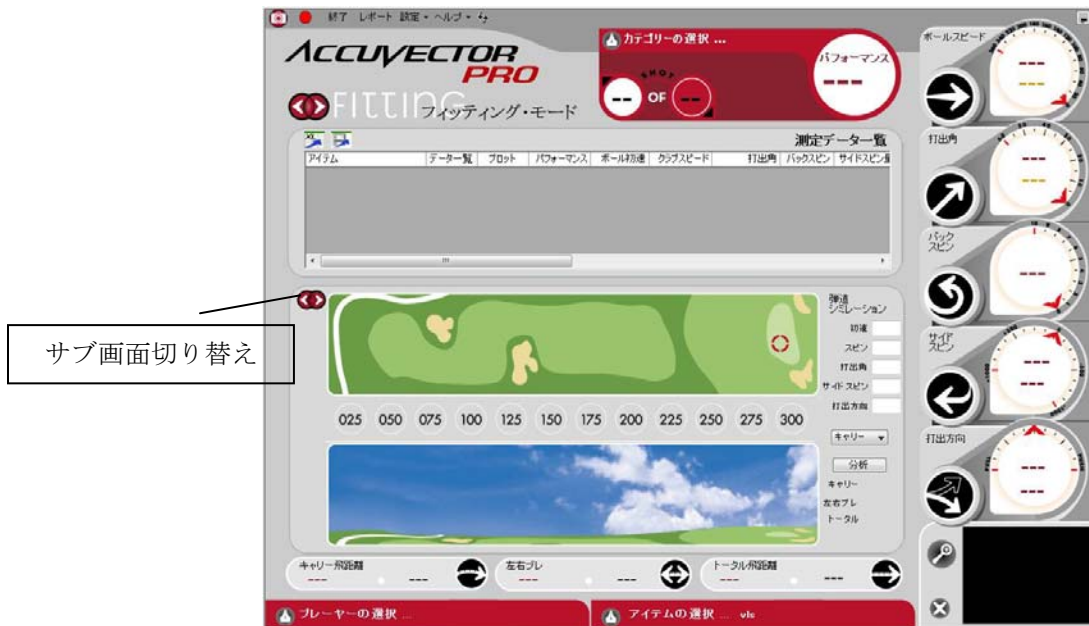 終了 レポート 設定 ヘルプ
ACCUVECTOR
PRO
FITTING
フィッティング・モード
カテゴリーの選択 ...
SHOT
-- OF --
パフォーマンス
---
測定データ一覧
アイテム データー覧 プロット パフォーマンス ボール初速 クラブスピード 打出角 バックスピン サイドスピン量
サブ画面切り替え
弾道
シミレーション
初速
スピン
打出角
サイドスピン
打出方向
025 050 075 100 125 150 175 200 225 250 275 300
キャリー
分析
キャリー
左右ブレ
トータル
キャリー飛距離
--- ---
左右ブレ
--- ---
トータル飛距離
--- ---
プレーヤーの選択 ...
アイテムの選択 ... vls
ボールスピード
---
---
打出角
---
---
バック
スピン
---
サイド
スピン
---
---
打出方向
---
---